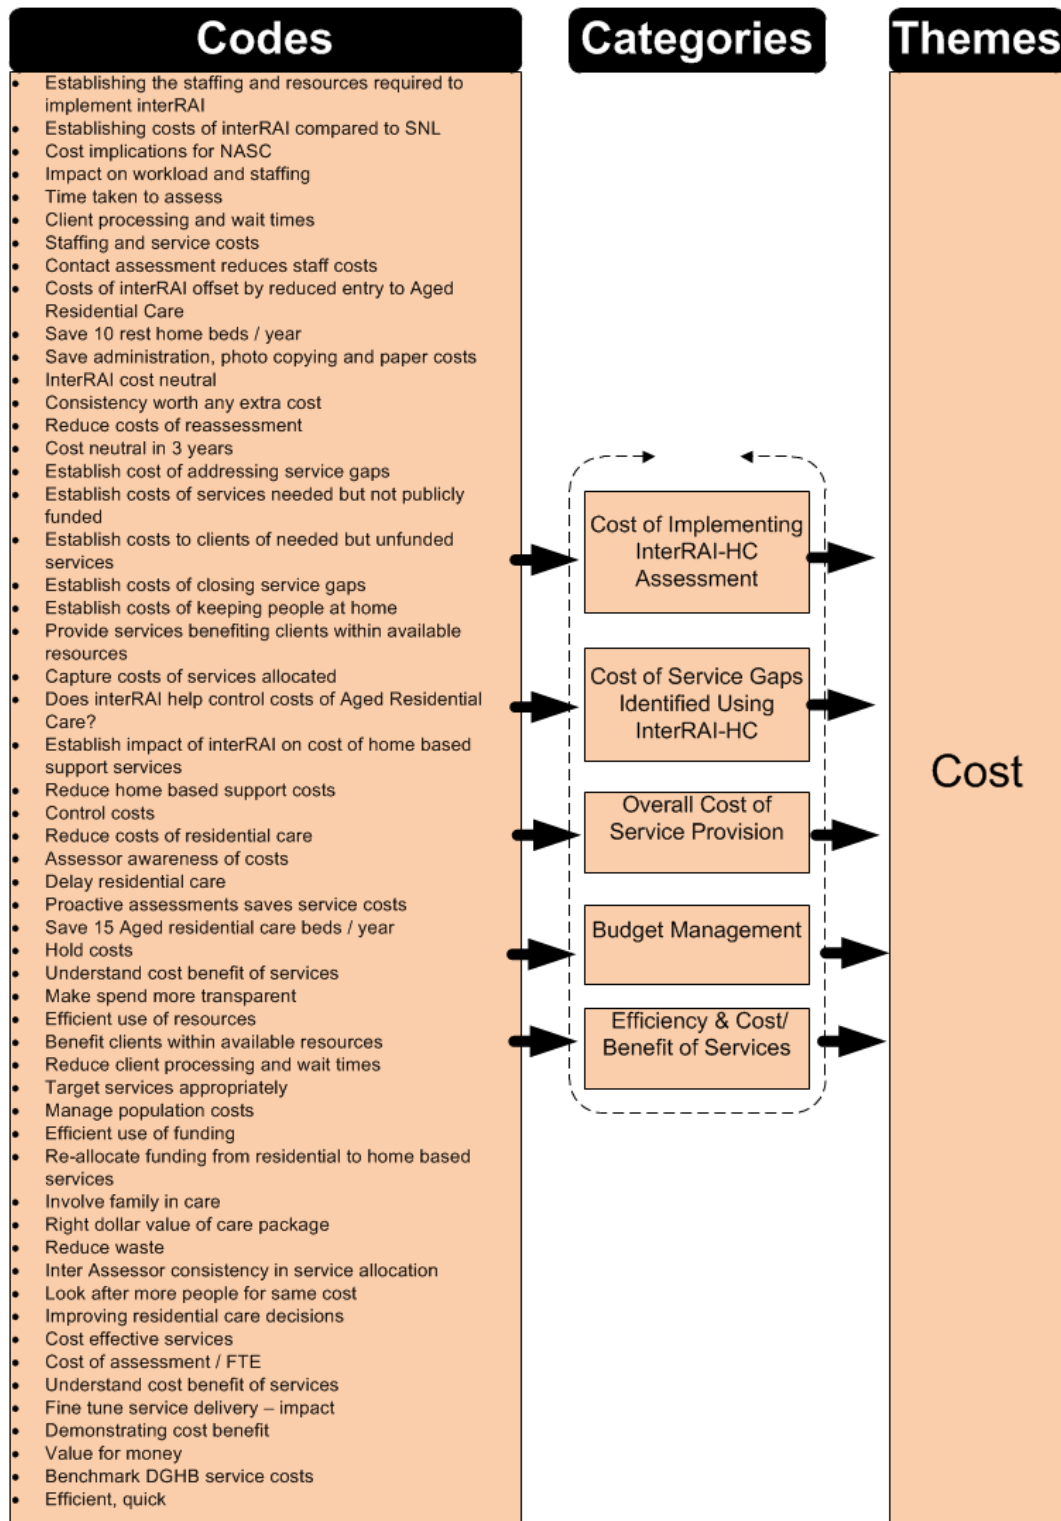 Codes
Categories
Themes
Establishing the staffing and resources required to
implement interRAI
Establishing costs of interRAI compared to SNL
Cost implications for NASC
Impact on workload and staffing
Time taken to assess
Client processing and wait times
Staffing and service costs
Contact assessment reduces staff costs
Costs of interRAI offset by reduced entry to Aged
Residential Care
Save 10 rest home beds / year
Save administration, photo copying and paper costs
InterRAI cost neutral
Consistency worth any extra cost
Reduce costs of reassessment
Cost neutral in 3 years
Establish cost of addressing service gaps
Establish costs of services needed but not publicly
funded
Establish costs to clients of needed but unfunded
services
Establish costs of closing service gaps
Establish costs of keeping people at home
Provide services benefiting clients within available
resources
Capture costs of services allocated
Does interRAI help control costs of Aged Residential
Care?
Establish impact of interRAI on cost of home based
support services
Reduce home based support costs
Control costs
Reduce costs of residential care
Assessor awareness of costs
Delay residential care
Proactive assessments saves service costs
Save 15 Aged residential care beds / year
Hold costs
Understand cost benefit of services
Make spend more transparent
Efficient use of resources
Benefit clients within available resources
Reduce client processing and wait times
Target services appropriately
Manage population costs
Efficient use of funding
Re-allocate funding from residential to home based
services
Involve family in care
Right dollar value of care package
Reduce waste
Inter Assessor consistency in service allocation
Look after more people for same cost
Improving residential care decisions
Cost effective services
Cost of assessment / FTE
Understand cost benefit of services
Fine tune service delivery – impact
Demonstrating cost benefit
Value for money
Benchmark DGHB service costs
Efficient, quick
Cost of Implementing
InterRAI-HC
Assessment
Cost of Service Gaps
Identified Using
InterRAI-HC
Overall Cost of
Service Provision
Budget Management
Efficiency & Cost/
Benefit of Services
Cost